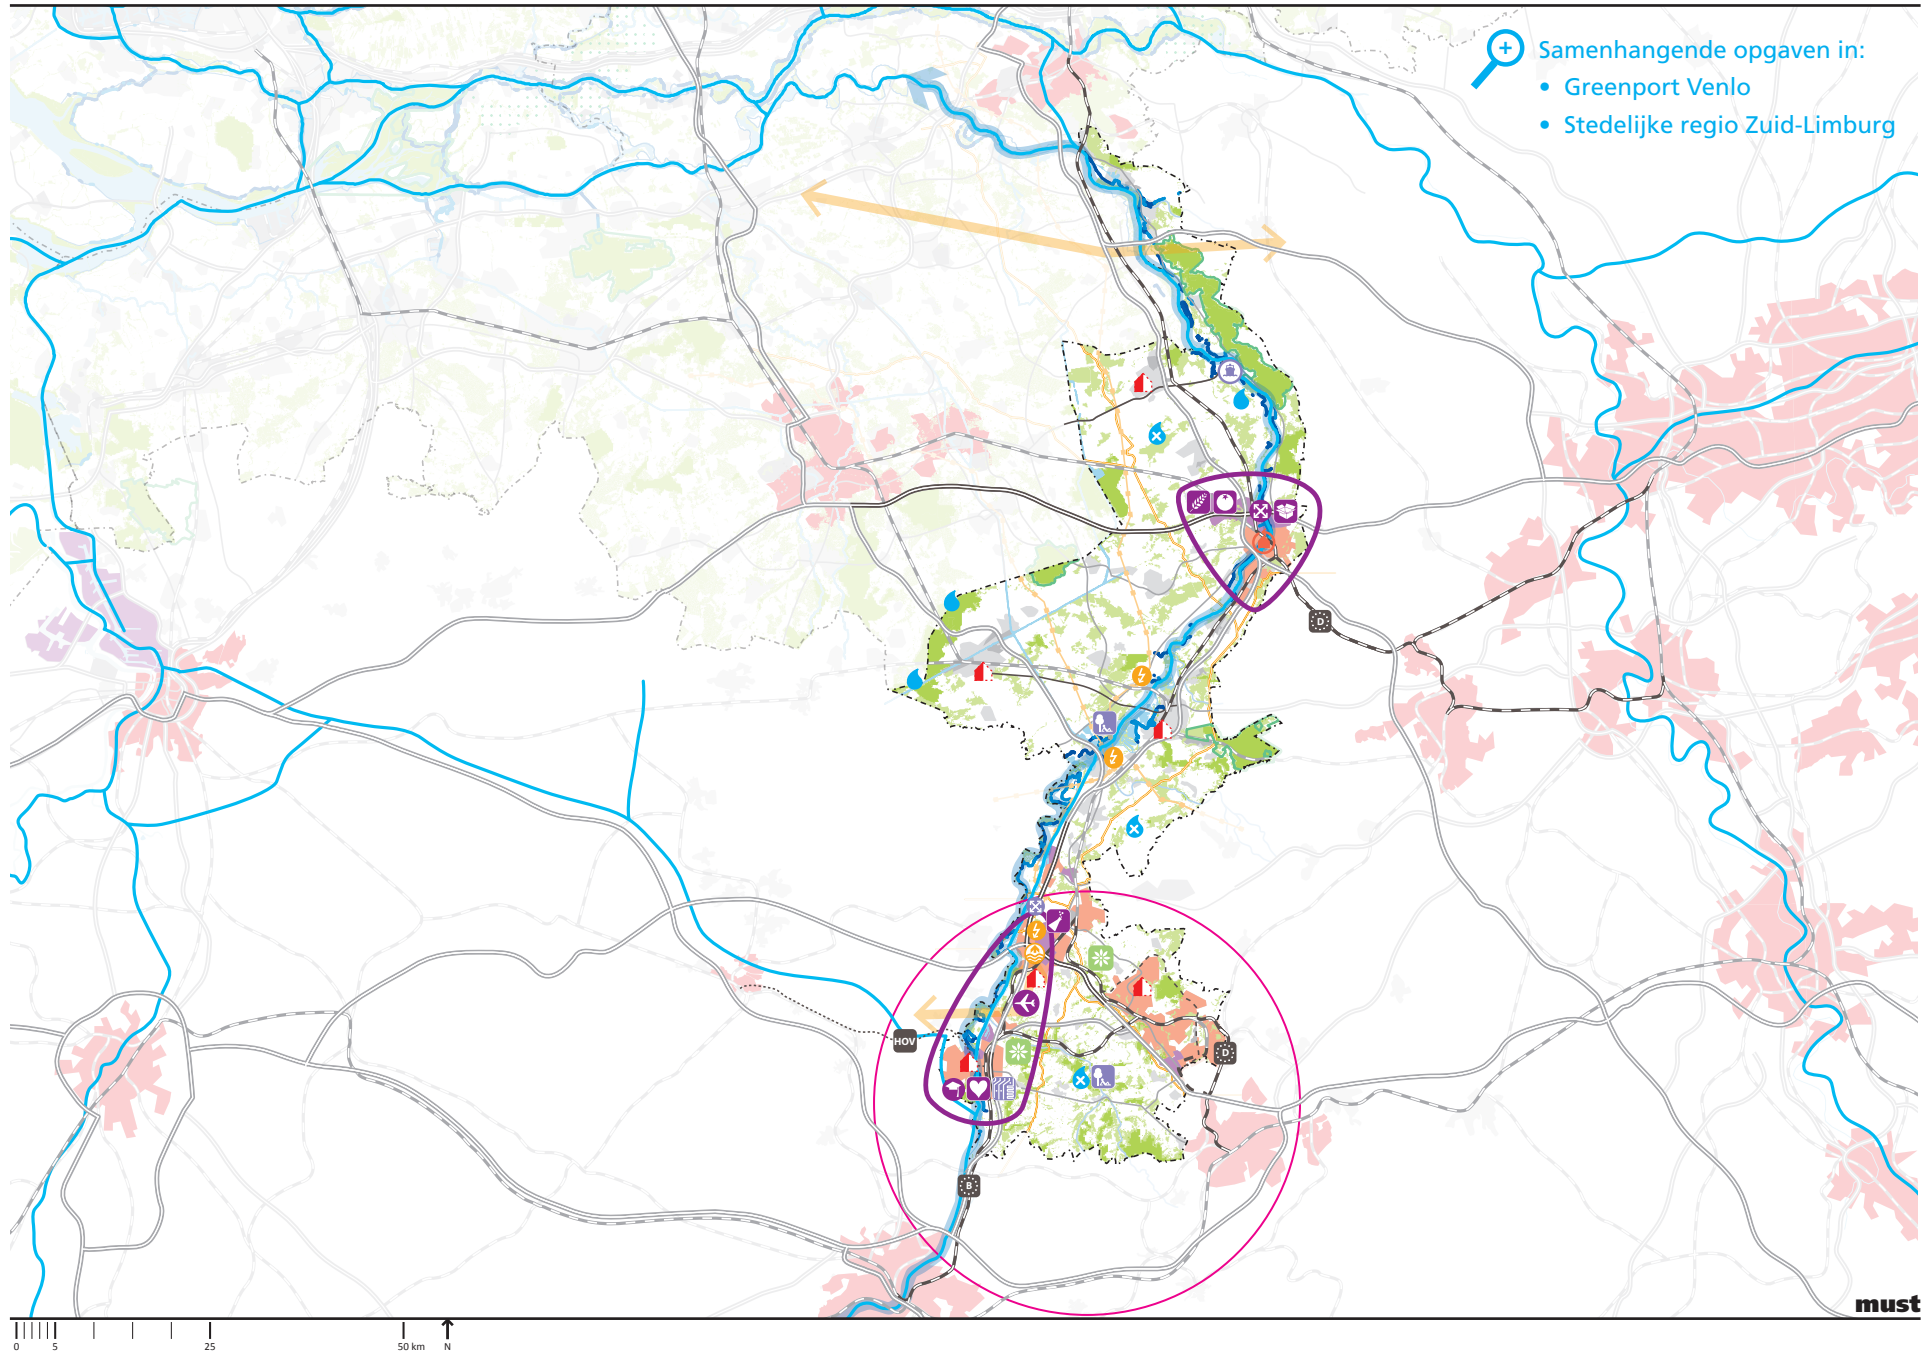 Samenhangende opgaven in:
• Greenport Venlo
• Stedelijke regio Zuid-Limburg
D
HOV
D
B
must
0 5 25 50 km N